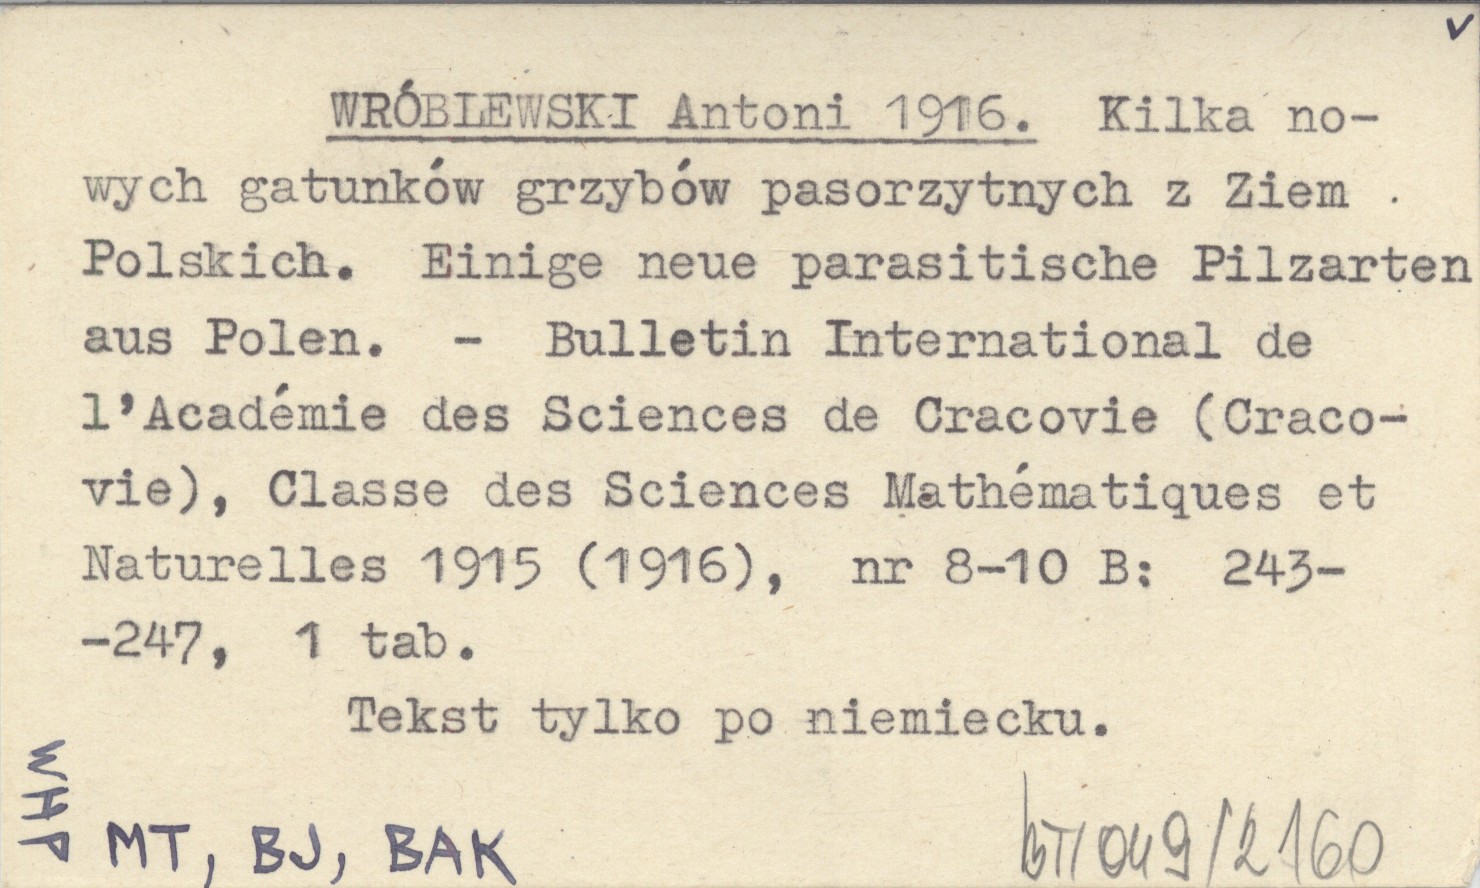 WRÓBLEWSKI Antoni 1916. Kilka no-
wych gatunków grzybów pasorzytnych z Ziem
Polskich. Einige neue parasitische Pilzarten
aus Polen. - Bulletin International de
l'Académie des Sciences de Cracovie (Craco-
vie), Classe des Sciences Mathématiques et
Naturelles 1915 (1916), nr 8-10 B: 243-
-247, 1 tab.
Tekst tylko po niemiecku.
MT, BJ, BAK
049/2160